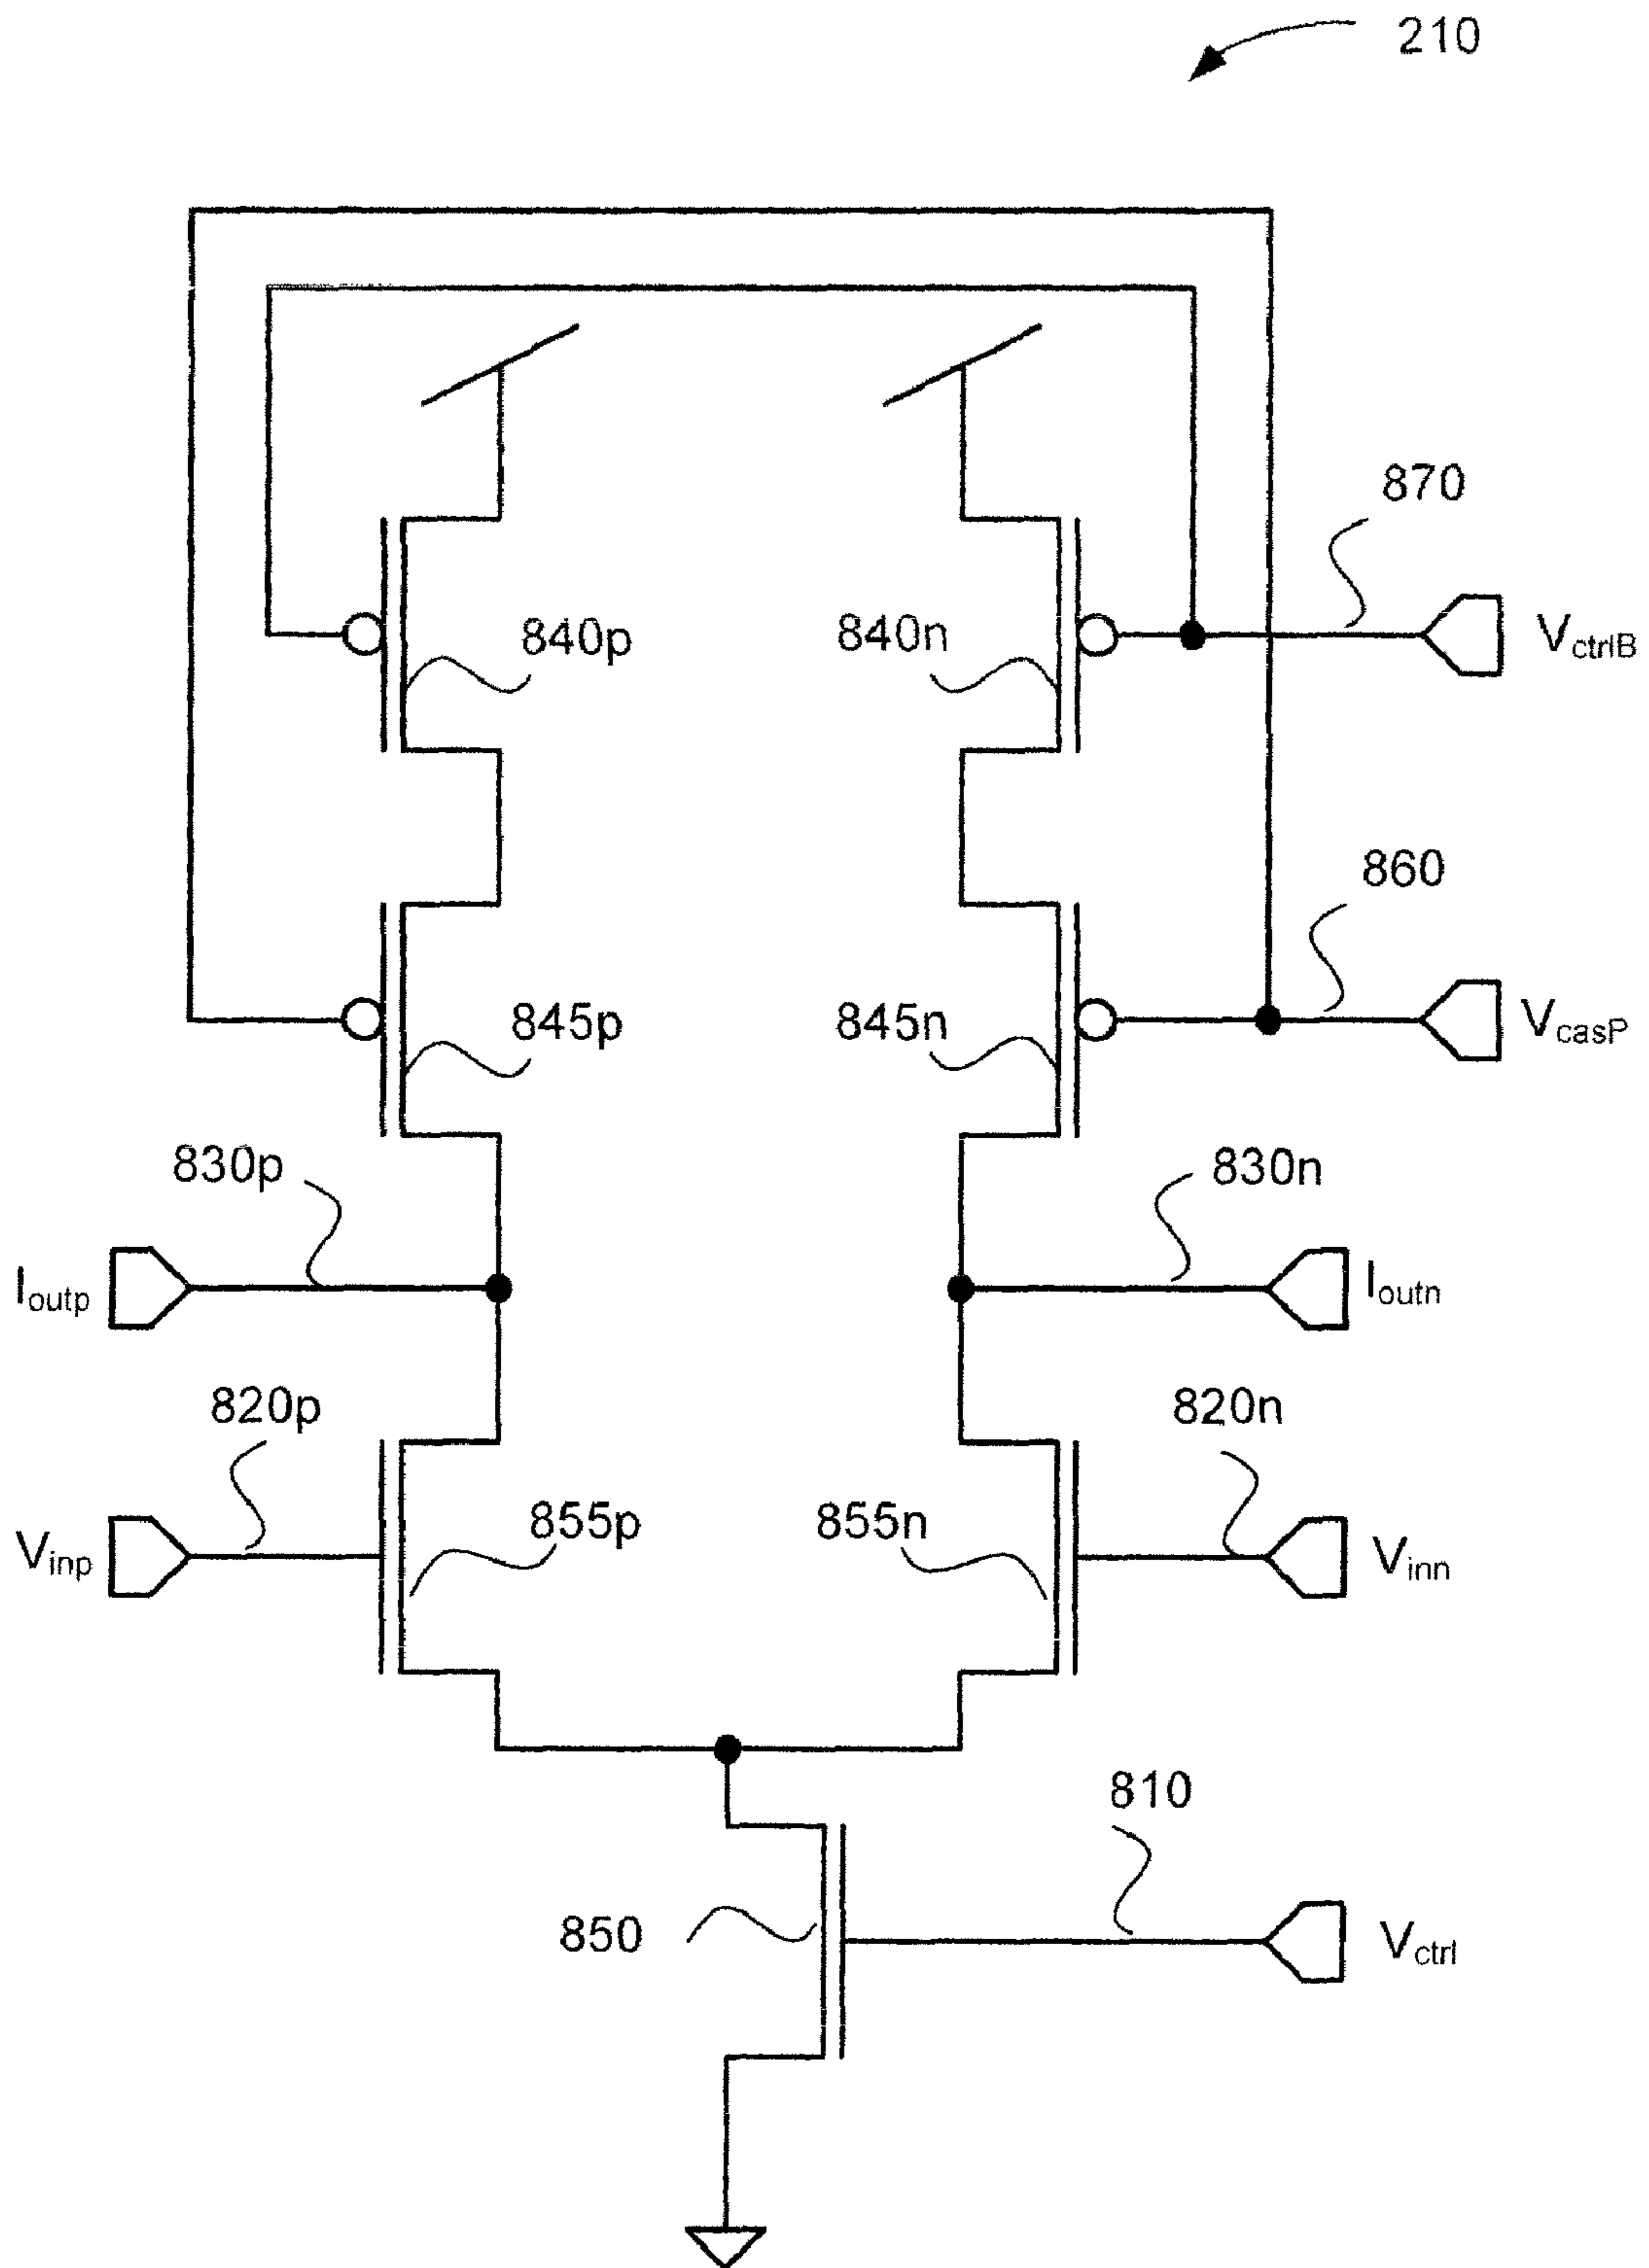 210
870
840p
840n
VctrlB
860
845p
845n
VcasP
830p
830n
Ioutp
Ioutn
820p
820n
855p
855n
Vinp
Vinn
810
850
Vctrl